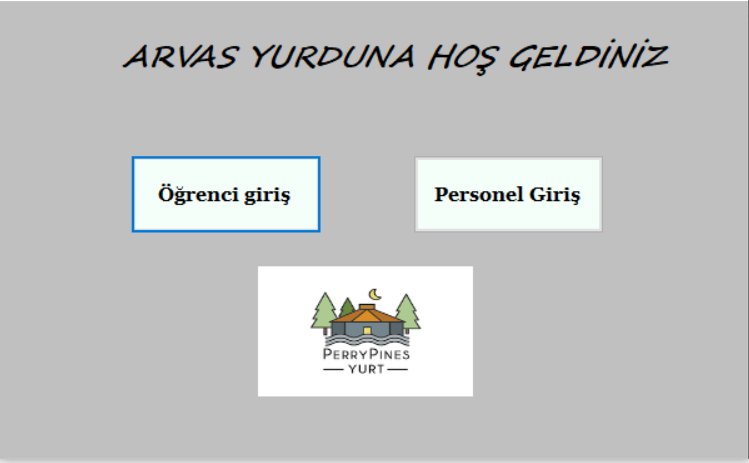 ARVAS YURDUNA HOŞ GELDİNİZ
Öğrenci giriş
Personel Giriş
PERRYPINES
YURT